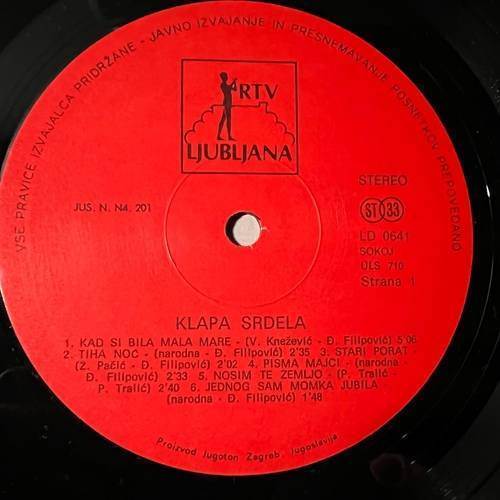 VSE PRAVICE IZVAJALCA PRIDRŽANE - JAVNO IZVAJANJE IN PRESNEMAVANJE POSNETKOV PREPOVEDANO
RTV
LJUBLJANA
JUS. N. N4. 201
STEREO
ST 33
LD 0641
SOKOJ
ULS 710
Strana 1
KLAPA SRDELA
1. KAD SI BILA MALA MARE - (V. Knežević - Đ. Filipović) 5'06
2. TIHA NOĆ - (narodna - Đ. Filipović) 2'35 3. STARI PORAT -
(Z. Pačić - Đ. Filipović) 2'02 4. PISMA MAJCI - (narodna -
Đ. Filipović) 2'33 5. NOSIM TE ZEMLJO - (P. Tralić -
P. Tralić) 2'40 6. JEDNOG SAM MOMKA JUBILA
(narodna - Đ. Filipović) 1'48
Proizvod Jugoton Zagreb, Jugoslavija